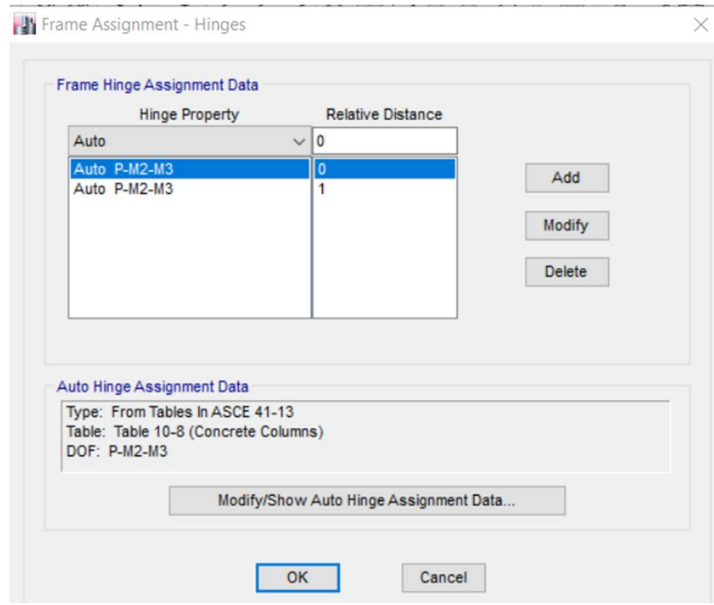 Frame Assignment - Hinges
Frame Hinge Assignment Data
Hinge Property Relative Distance
Auto 0
Auto P-M2-M3 0
Auto P-M2-M3 1
Add
Modify
Delete
Auto Hinge Assignment Data
Type: From Tables In ASCE 41-13
Table: Table 10-8 (Concrete Columns)
DOF: P-M2-M3
Modify/Show Auto Hinge Assignment Data...
OK Cancel